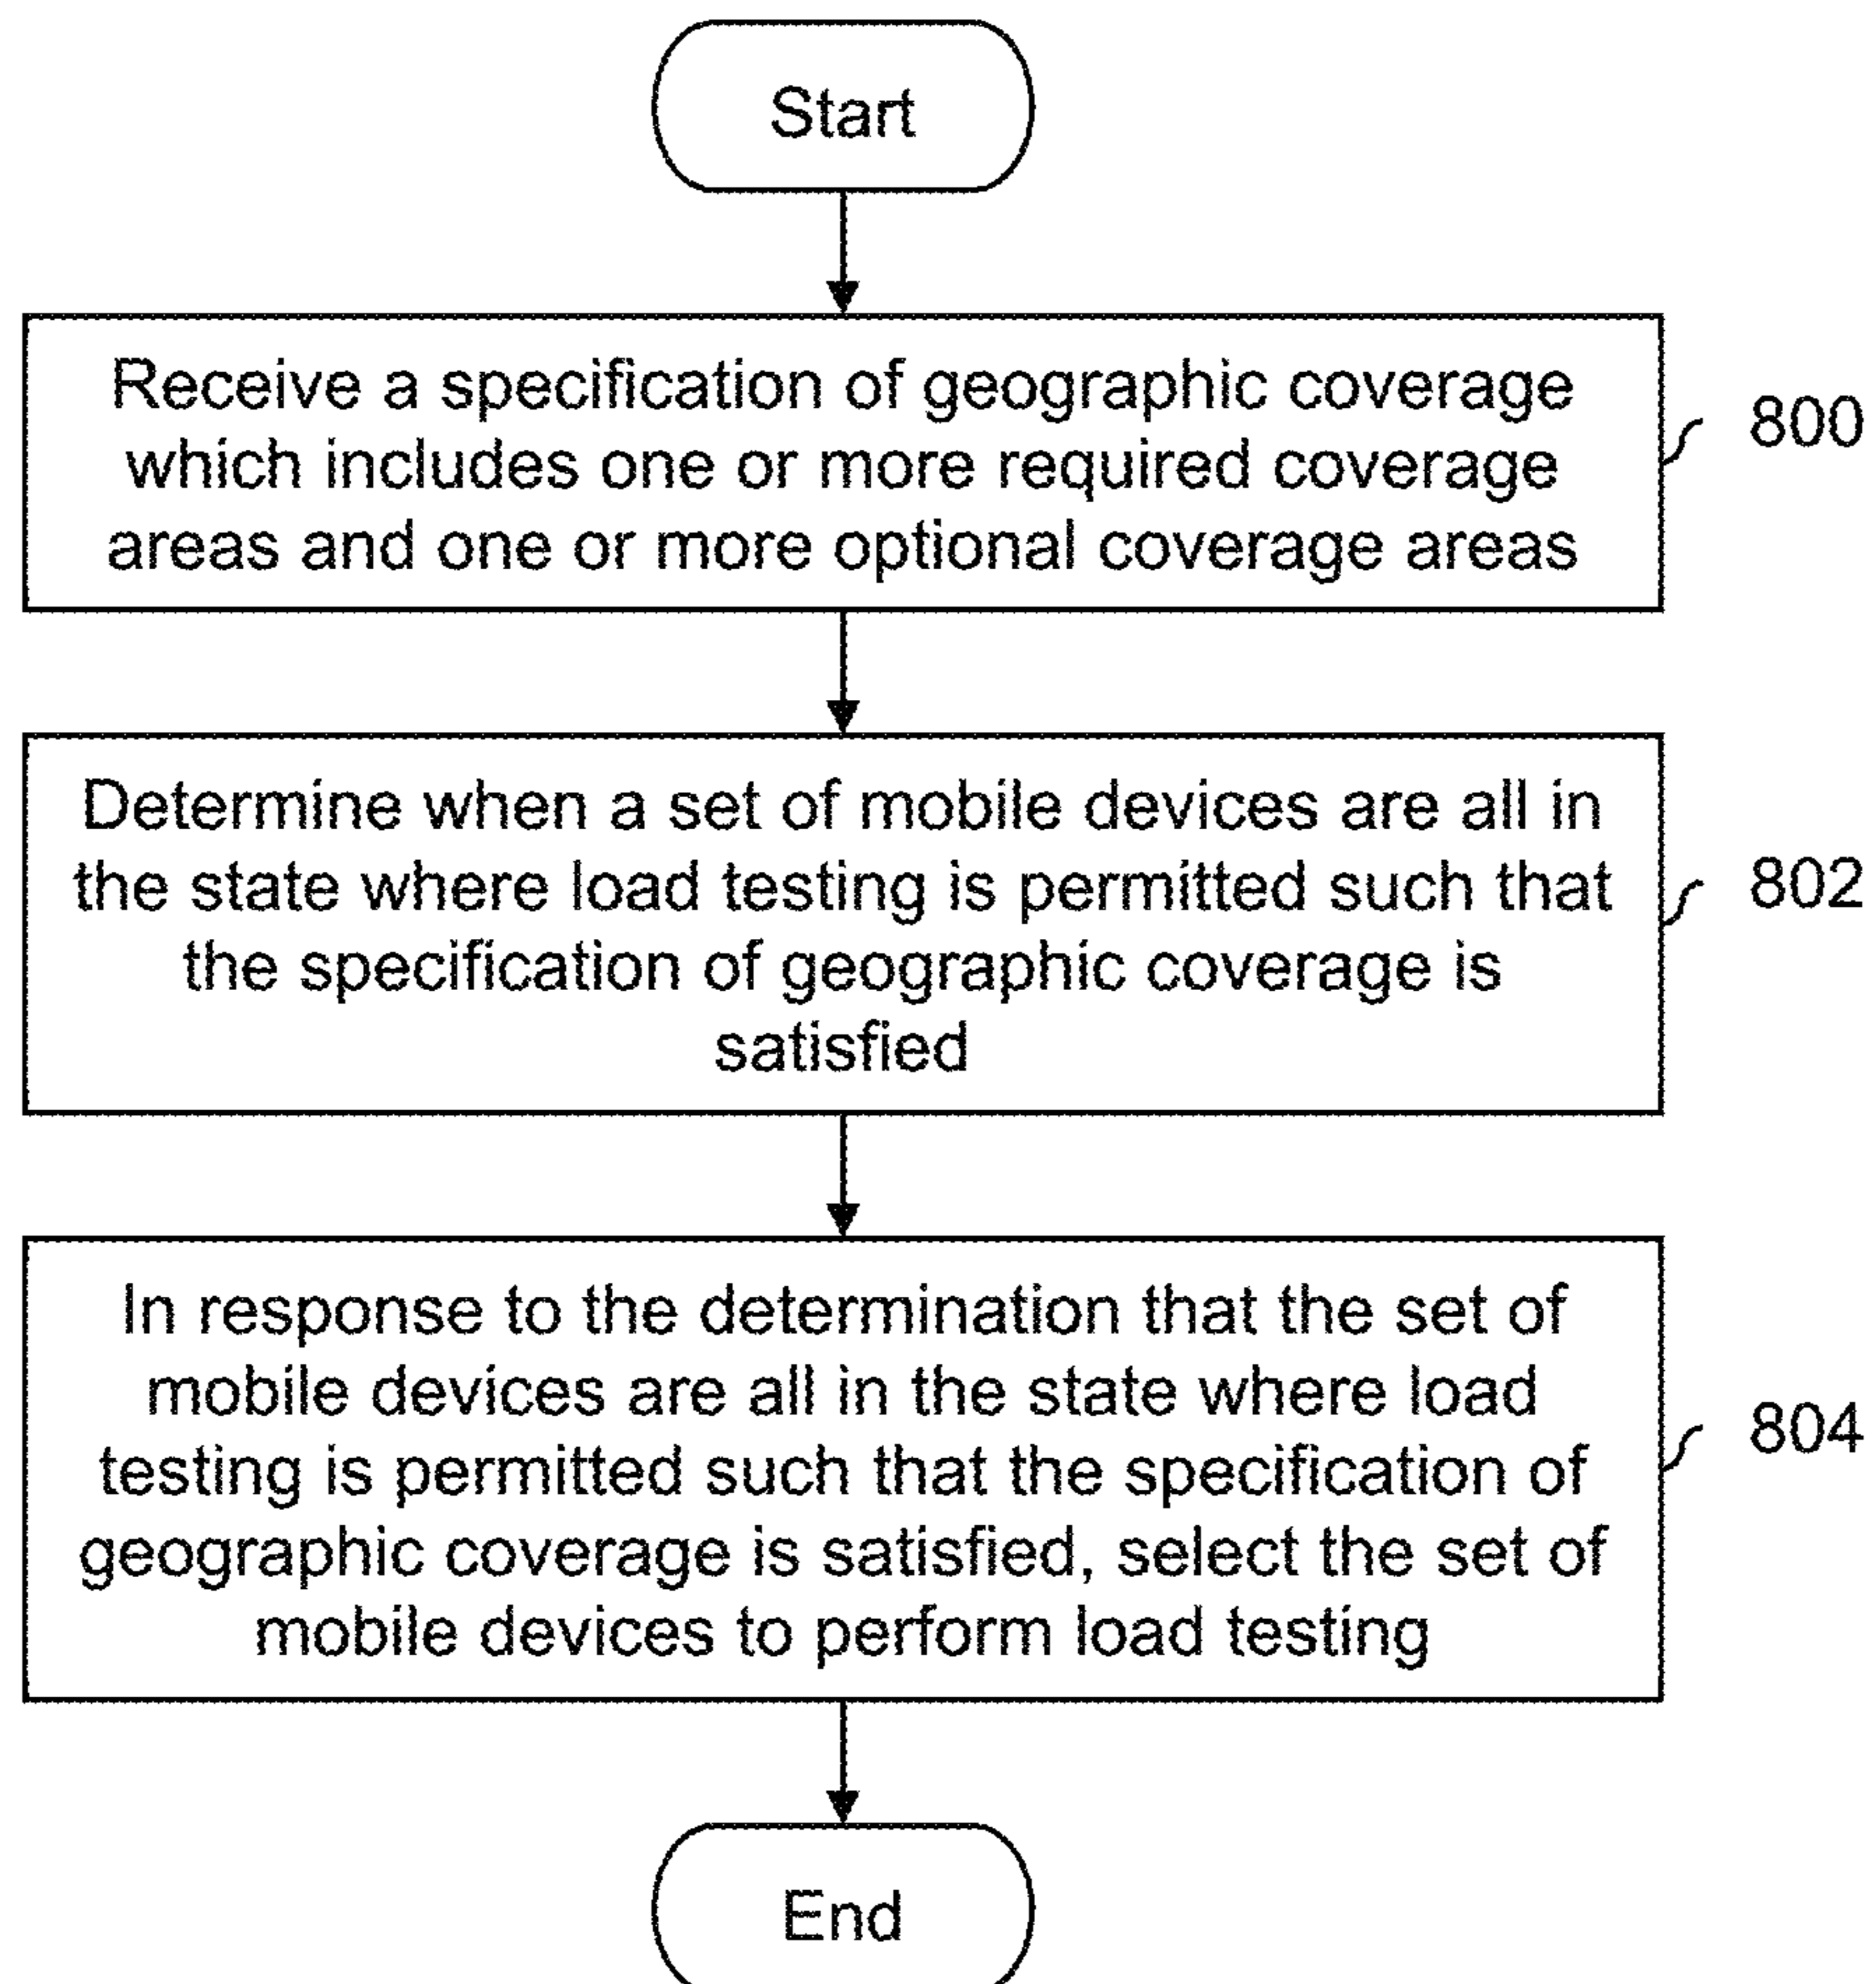 Start
Receive a specification of geographic coverage
which includes one or more required coverage
areas and one or more optional coverage areas
800
Determine when a set of mobile devices are all in
the state where load testing is permitted such that
the specification of geographic coverage is
satisfied
802
In response to the determination that the set of
mobile devices are all in the state where load
testing is permitted such that the specification of
geographic coverage is satisfied, select the set of
mobile devices to perform load testing
804
End